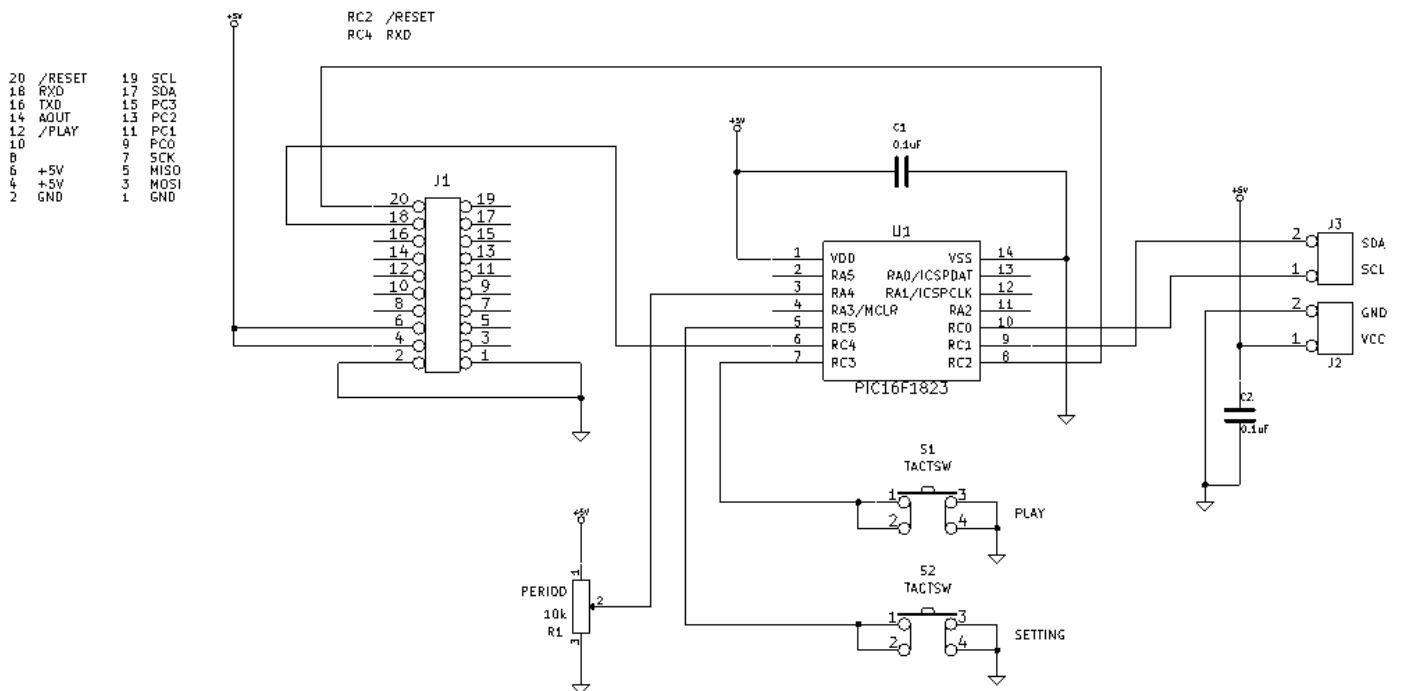 +5V
RC2 /RESET
RC4 RXD
20 /RESET 19 SCL
18 RXD 17 SDA
16 TXD 15 PC3
14 AOUT 13 PC2
12 /PLAY 11 PC1
10 9 PC0
8 7 SCK
6 +5V 5 MISO
4 +5V 3 MOSI
2 GND 1 GND
J1
20 19
18 17
16 15
14 13
12 11
10 9
8 7
6 5
4 3
2 1
+5V
C1
0.1uF
U1
1 VDD VSS 14
2 RA5 RA0/ICSPDAT 13
3 RA4 RA1/ICSPCLK 12
4 RA3/MCLR RA2 11
5 RC5 RC0 10
6 RC4 RC1 9
7 RC3 RC2 8
PIC16F1823
+5V
J3
2 SDA
1 SCL
2 GND
1 VCC
J2
C2
0.1uF
S1
TACTSW
1 3
2 4
PLAY
+5V
1
PERIOD
2
10k
R1
3
S2
TACTSW
1 3
2 4
SETTING
+5V